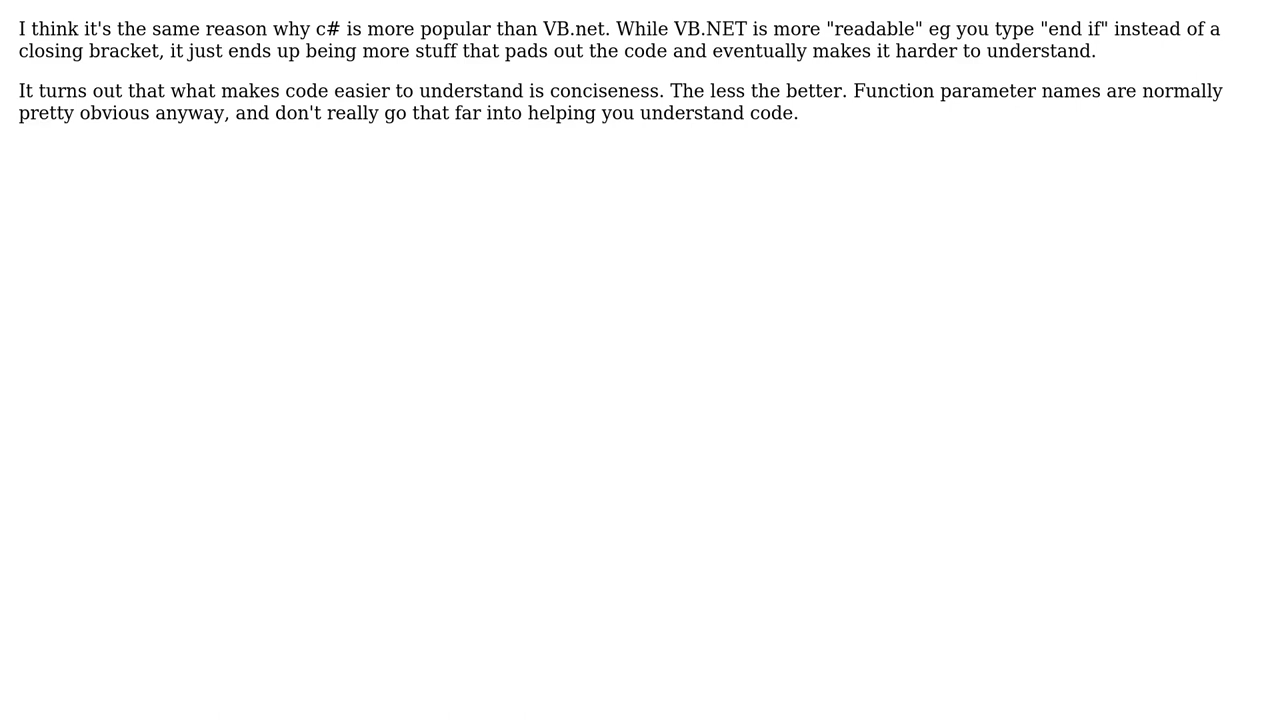 I think it's the same reason why c# is more popular than VB.net. While VB.NET is more "readable" eg you type "end if" instead of a
closing bracket, it just ends up being more stuff that pads out the code and eventually makes it harder to understand.
It turns out that what makes code easier to understand is conciseness. The less the better. Function parameter names are normally
pretty obvious anyway, and don't really go that far into helping you understand code.